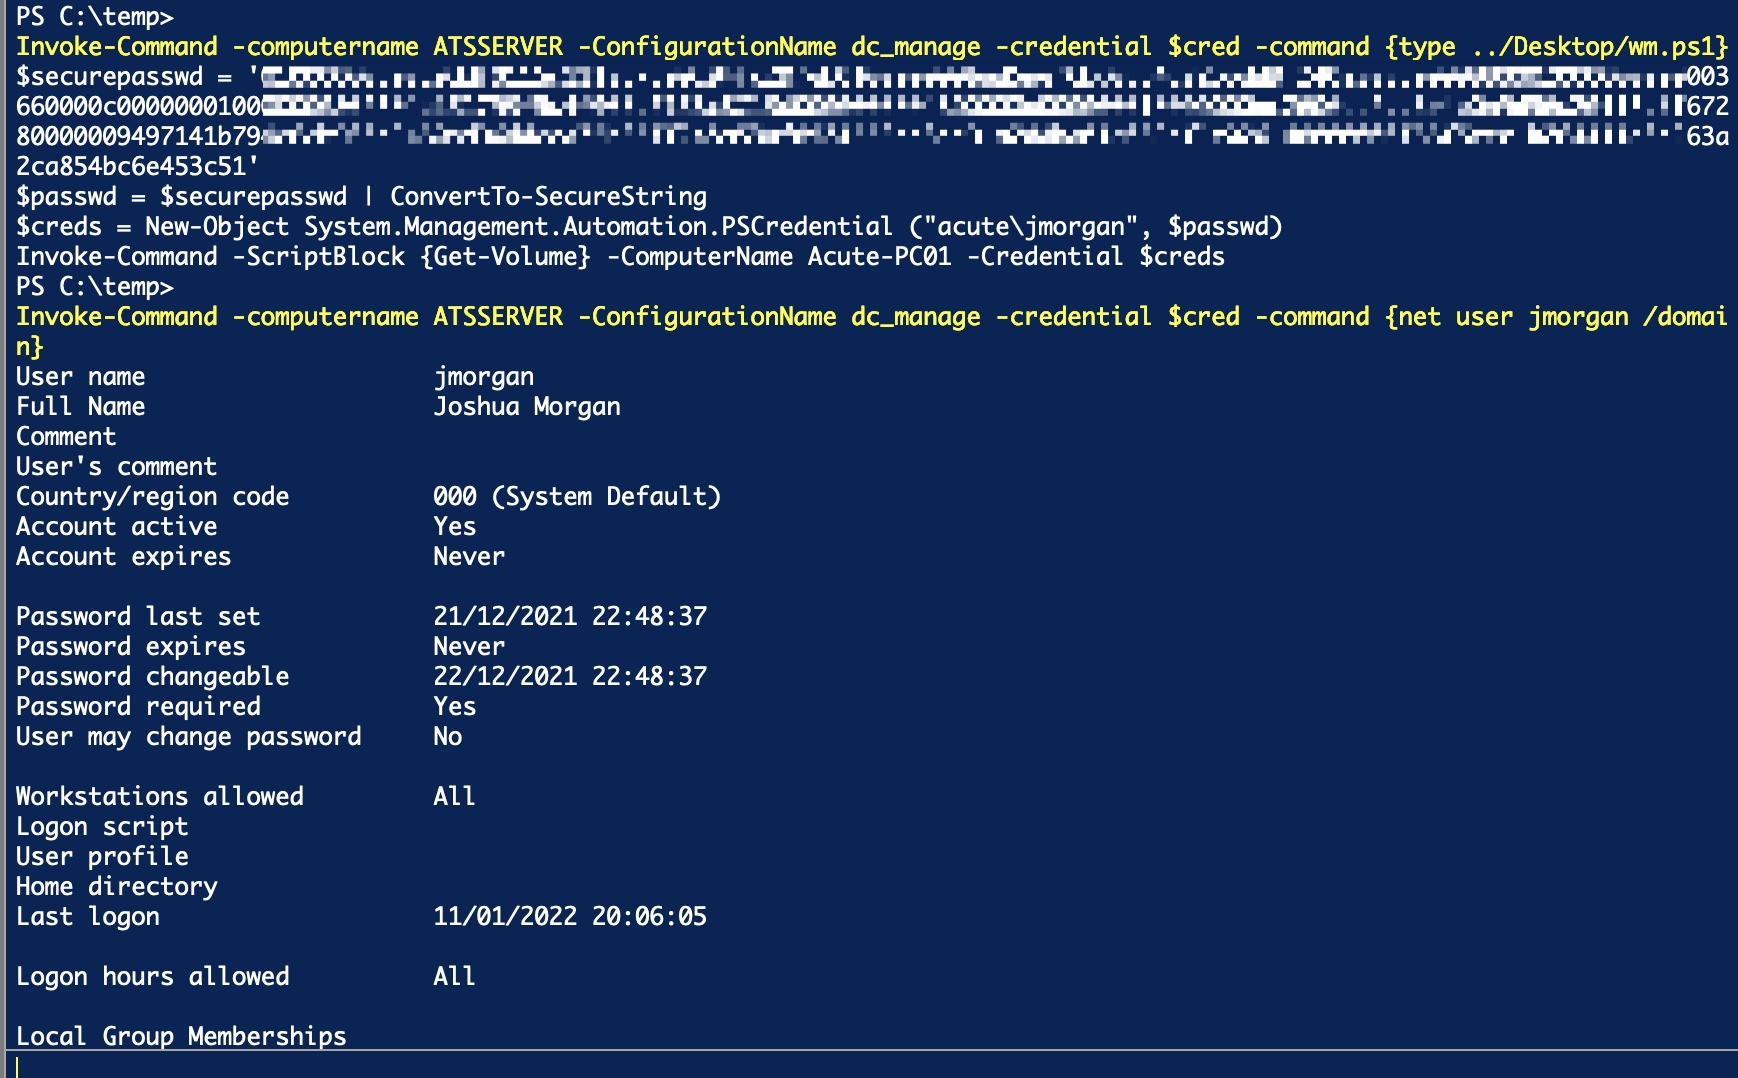 PS C:\temp>
Invoke-Command -computername ATSSERVER -ConfigurationName dc_manage -credential $cred -command {type ../Desktop/wm.ps1}
$securepasswd = ' 003
660000c0000000100 672
80000009497141b79 63a
2ca854bc6e453c51'
$passwd = $securepasswd | ConvertTo-SecureString
$creds = New-Object System.Management.Automation.PSCredential ("acute\jmorgan", $passwd)
Invoke-Command -ScriptBlock {Get-Volume} -ComputerName Acute-PC01 -Credential $creds
PS C:\temp>
Invoke-Command -computername ATSSERVER -ConfigurationName dc_manage -credential $cred -command {net user jmorgan /domai
n}
User name jmorgan
Full Name Joshua Morgan
Comment
User's comment
Country/region code 000 (System Default)
Account active Yes
Account expires Never
Password last set 21/12/2021 22:48:37
Password expires Never
Password changeable 22/12/2021 22:48:37
Password required Yes
User may change password No
Workstations allowed All
Logon script
User profile
Home directory
Last logon 11/01/2022 20:06:05
Logon hours allowed All
Local Group Memberships